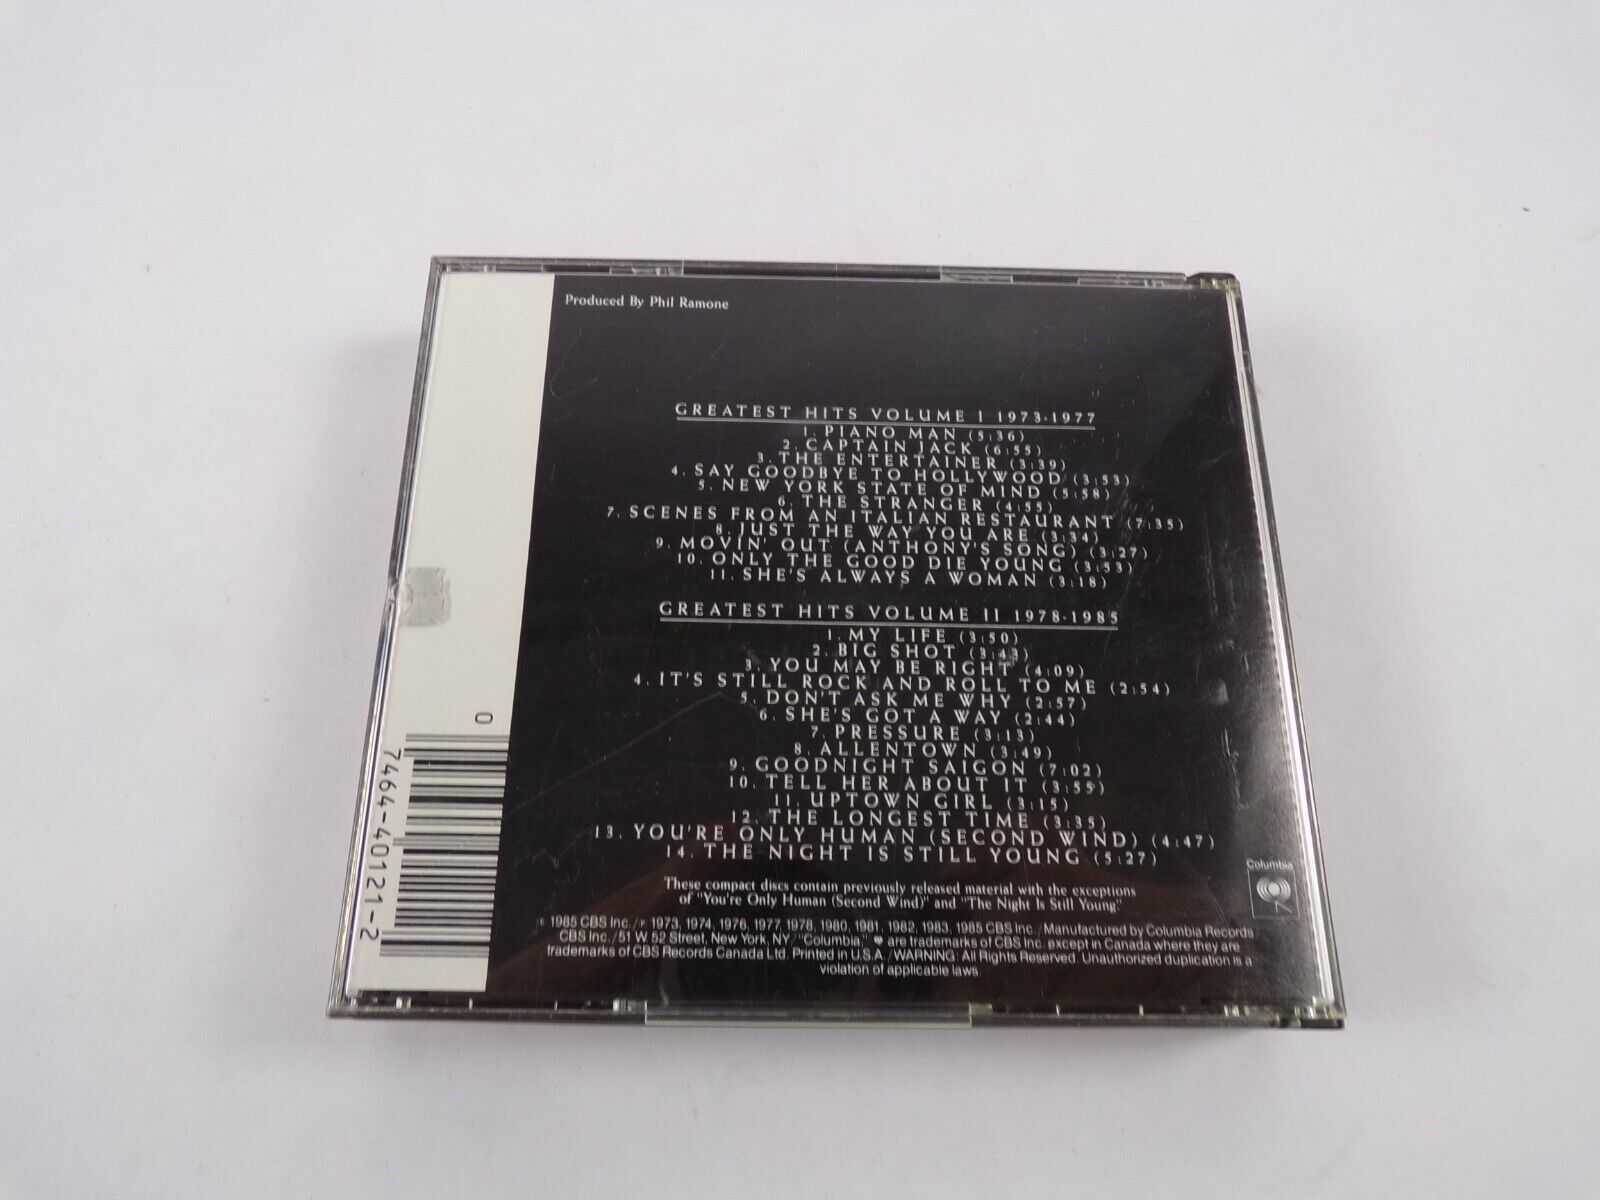 Produced By Phil Ramone
GREATEST HITS VOLUME I 1973-1977
1. PIANO MAN (5:36)
2. CAPTAIN JACK (6:55)
3. THE ENTERTAINER (3:39)
4. SAY GOODBYE TO HOLLYWOOD (3:53)
5. NEW YORK STATE OF MIND (5:58)
6. THE STRANGER (4:55)
7. SCENES FROM AN ITALIAN RESTAURANT (7:35)
8. JUST THE WAY YOU ARE (3:34)
9. MOVIN' OUT (ANTHONY'S SONG) (3:27)
10. ONLY THE GOOD DIE YOUNG (3:53)
11. SHE'S ALWAYS A WOMAN (3:18)
GREATEST HITS VOLUME II 1978-1985
1. MY LIFE (3:50)
2. BIG SHOT (3:43)
3. YOU MAY BE RIGHT (4:09)
4. IT'S STILL ROCK AND ROLL TO ME (2:54)
5. DON'T ASK ME WHY (2:57)
6. SHE'S GOT A WAY (2:44)
7. PRESSURE (3:13)
8. ALLENTOWN (3:49)
9. GOODNIGHT SAIGON (7:02)
10. TELL HER ABOUT IT (3:55)
11. UPTOWN GIRL (3:15)
12. THE LONGEST TIME (3:35)
13. YOU'RE ONLY HUMAN (SECOND WIND) (4:47)
14. THE NIGHT IS STILL YOUNG (5:27)
These compact discs contain previously released material with the exceptions
of "You're Only Human (Second Wind)" and "The Night Is Still Young."
© 1985 CBS Inc./℗ 1973, 1974, 1976, 1977, 1978, 1980, 1981, 1982, 1983, 1985 CBS Inc./Manufactured by Columbia Records
CBS Inc./51 W. 52 Street, New York, NY/"Columbia," are trademarks of CBS Inc. except in Canada where they are
trademarks of CBS Records Canada Ltd. Printed in U.S.A./WARNING: All Rights Reserved. Unauthorized duplication is a
violation of applicable laws.
Columbia
0
7464-40121-2